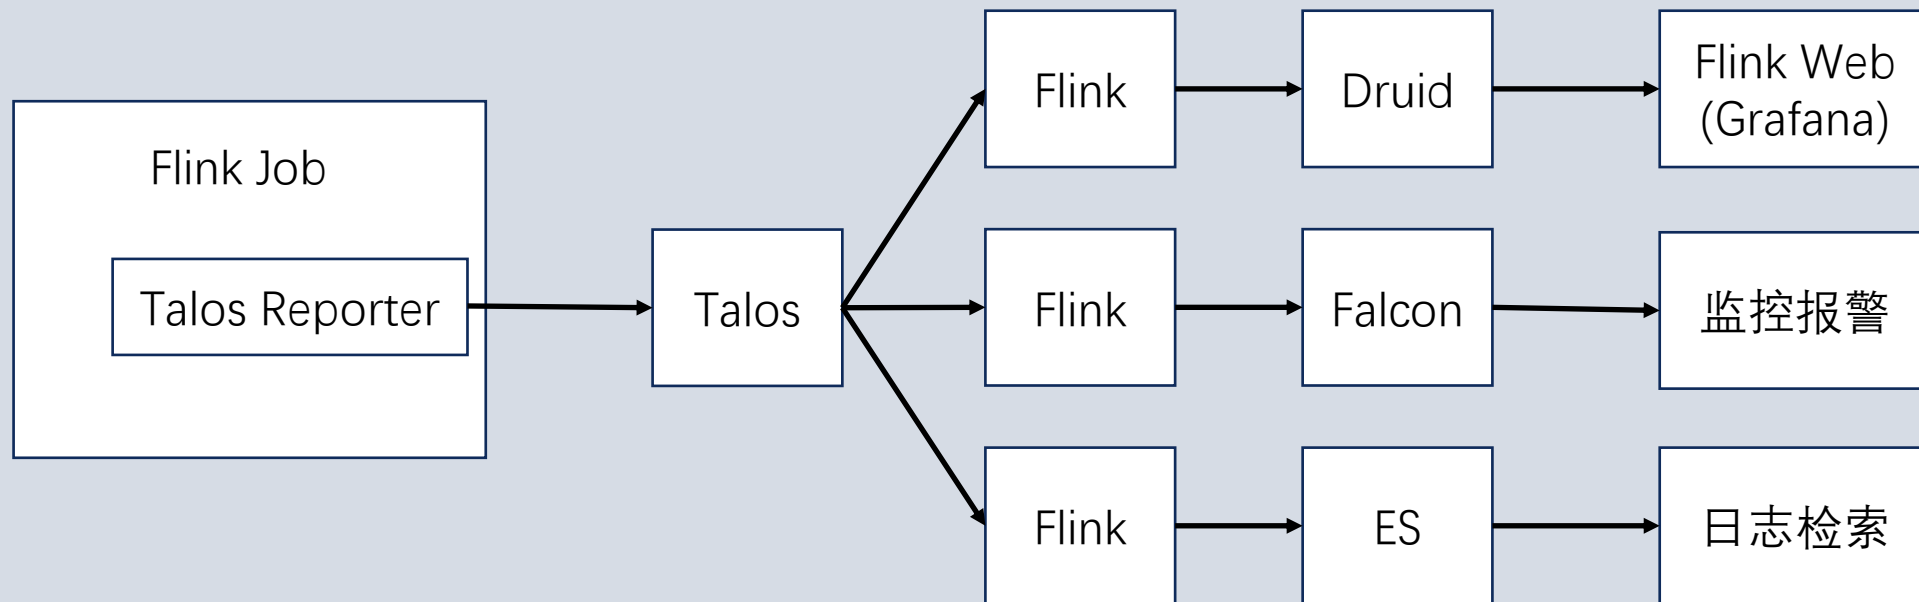 Flink Job
Talos Reporter
Talos
Flink
Druid
Flink Web
(Grafana)
Flink
Falcon
监控报警
Flink
ES
日志检索